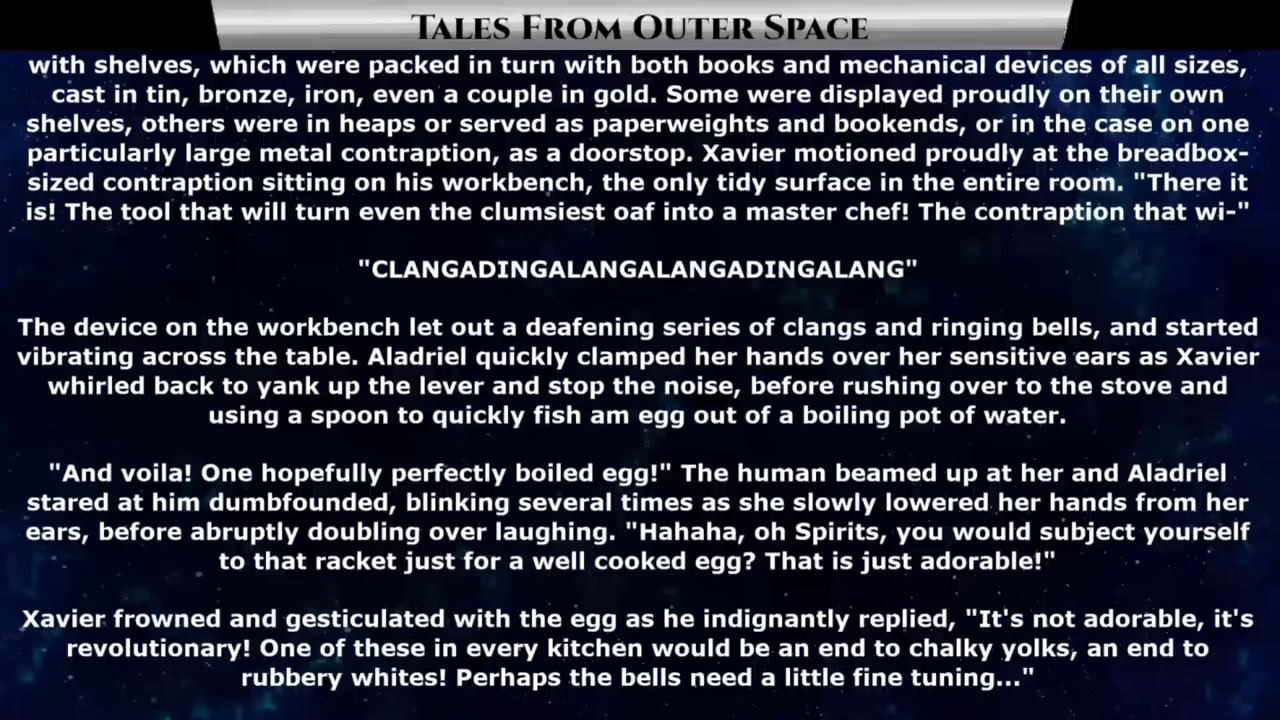 Tales From Outer Space
with shelves, which were packed in turn with both books and mechanical devices of all sizes,
cast in tin, bronze, iron, even a couple in gold. Some were displayed proudly on their own
shelves, others were in heaps or served as paperweights and bookends, or in the case on one
particularly large metal contraption, as a doorstop. Xavier motioned proudly at the breadbox-
sized contraption sitting on his workbench, the only tidy surface in the entire room. "There it
is! The tool that will turn even the clumsiest oaf into a master chef! The contraption that wi-"
"CLANGADINGALANGALANGADINGALANG"
The device on the workbench let out a deafening series of clangs and ringing bells, and started
vibrating across the table. Aladriel quickly clamped her hands over her sensitive ears as Xavier
whirled back to yank up the lever and stop the noise, before rushing over to the stove and
using a spoon to quickly fish am egg out of a boiling pot of water.
"And voila! One hopefully perfectly boiled egg!" The human beamed up at her and Aladriel
stared at him dumbfounded, blinking several times as she slowly lowered her hands from her
ears, before abruptly doubling over laughing. "Hahaha, oh Spirits, you would subject yourself
to that racket just for a well cooked egg? That is just adorable!"
Xavier frowned and gesticulated with the egg as he indignantly replied, "It's not adorable, it's
revolutionary! One of these in every kitchen would be an end to chalky yolks, an end to
rubbery whites! Perhaps the bells need a little fine tuning..."